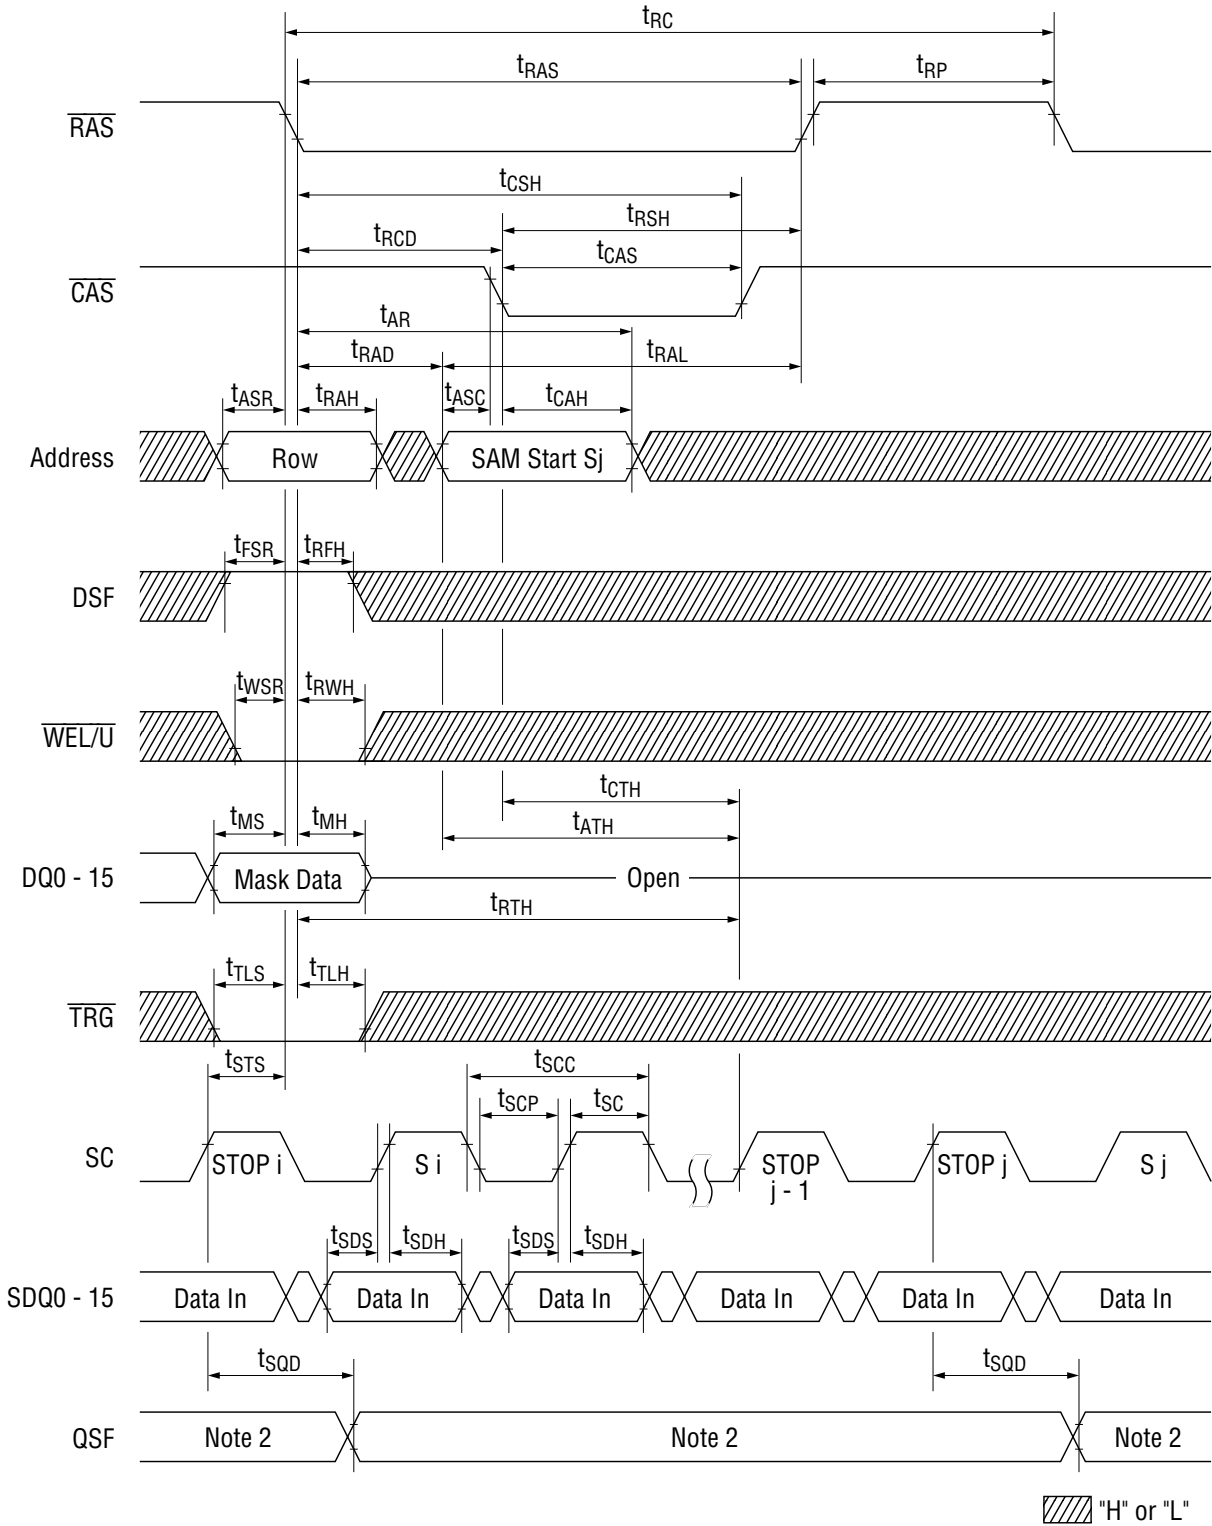 tRC
tRAS tRP
RAS
tCSH
tRSH
tRCD tCAS
CAS
tAR
tRAD tRAL
tASR tRAH tASC tCAH
Address Row SAM Start Sj
tFSR tRFH
DSF
tWSR tRWH
WEL/U
tCTH
tMS tMH tATH
DQ0 - 15 Mask Data Open
tRTH
tTLS tTLH
TRG
tSTS tSCC
tSCP tSC
SC STOP i S i STOP j - 1 STOP j S j
tSDS tSDH tSDS tSDH
SDQ0 - 15 Data In Data In Data In Data In Data In Data In
tSQD tSQD
QSF Note 2 Note 2 Note 2
"H" or "L"